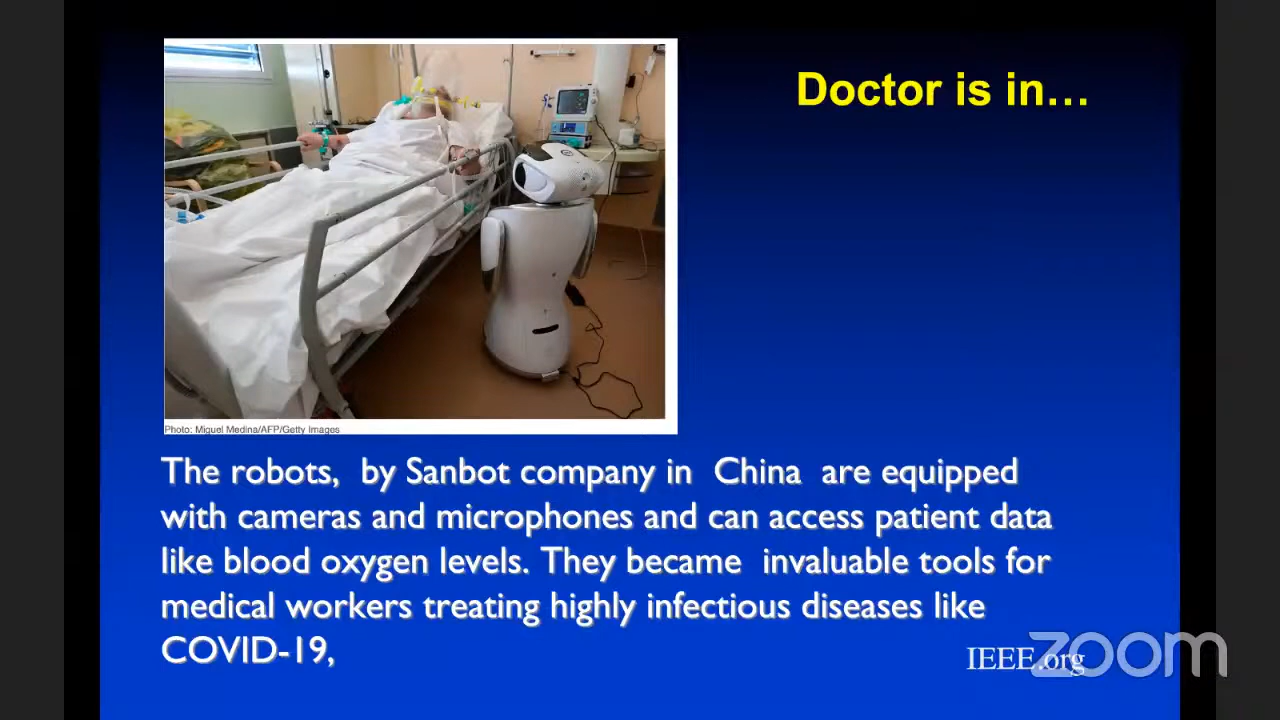 Doctor is in…
Photo: Miguel Medina/AFP/Getty Images
The robots, by Sanbot company in China are equipped
with cameras and microphones and can access patient data
like blood oxygen levels. They became invaluable tools for
medical workers treating highly infectious diseases like
COVID-19,
IEEE.org
zoom